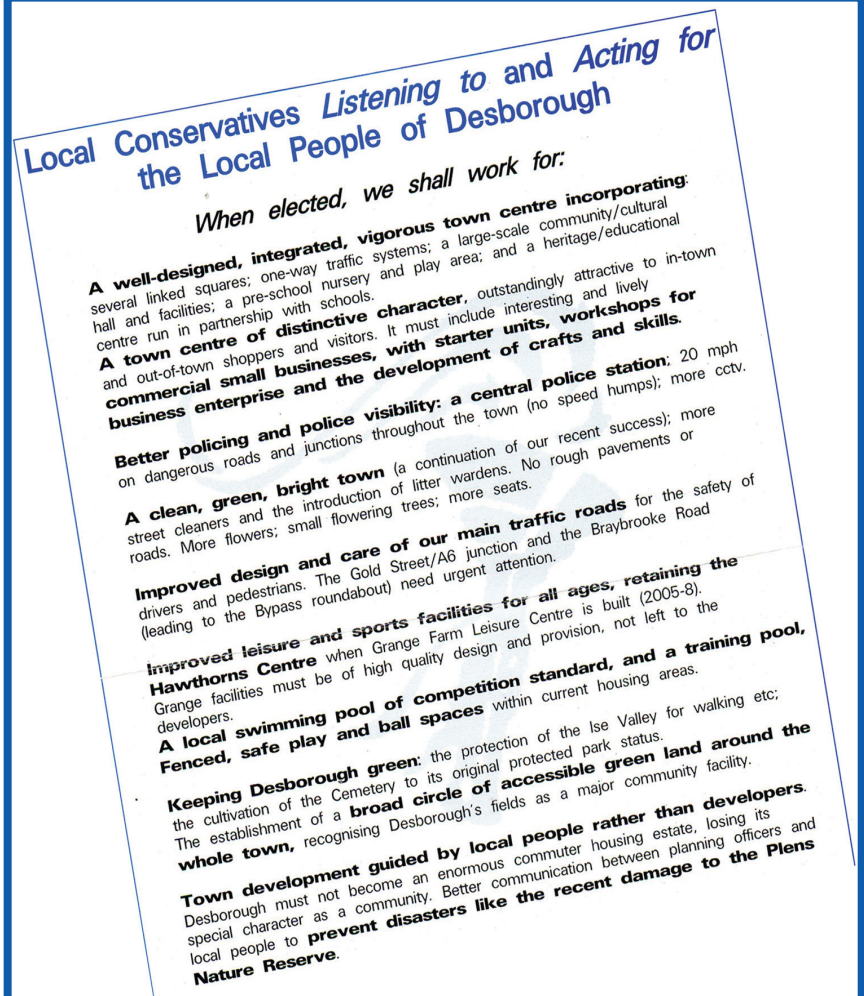 Local Conservatives Listening to and Acting for
the Local People of Desborough
When elected, we shall work for:
A well-designed, integrated, vigorous town centre incorporating:
several linked squares; one-way traffic systems; a large-scale community/cultural
hall and facilities; a pre-school nursery and play area; and a heritage/educational
centre run in partnership with schools.
A town centre of distinctive character, outstandingly attractive to in-town
and out-of-town shoppers and visitors. It must include interesting and lively
commercial small businesses, with starter units, workshops for
business enterprise and the development of crafts and skills.
Better policing and police visibility: a central police station; 20 mph
on dangerous roads and junctions throughout the town (no speed humps); more cctv.
A clean, green, bright town (a continuation of our recent success); more
street cleaners and the introduction of litter wardens. No rough pavements or
roads. More flowers; small flowering trees; more seats.
Improved design and care of our main traffic roads for the safety of
drivers and pedestrians. The Gold Street/A6 junction and the Braybrooke Road
(leading to the Bypass roundabout) need urgent attention.
Improved leisure and sports facilities for all ages, retaining the
Hawthorns Centre when Grange Farm Leisure Centre is built (2005-8).
Grange facilities must be of high quality design and provision, not left to the
developers.
A local swimming pool of competition standard, and a training pool,
Fenced, safe play and ball spaces within current housing areas.
Keeping Desborough green: the protection of the Ise Valley for walking etc;
the cultivation of the Cemetery to its original protected park status.
The establishment of a broad circle of accessible green land around the
whole town, recognising Desborough's fields as a major community facility.
Town development guided by local people rather than developers.
Desborough must not become an enormous commuter housing estate, losing its
special character as a community. Better communication between planning officers and
local people to prevent disasters like the recent damage to the Plens
Nature Reserve.